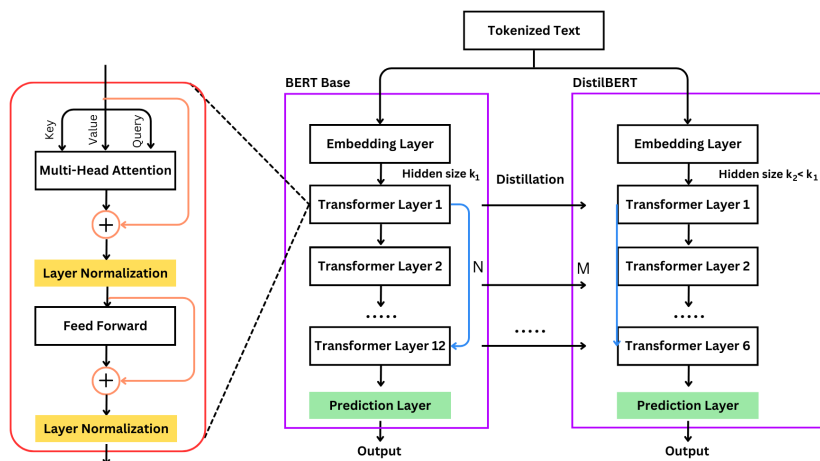 Tokenized Text
BERT Base
DistilBERT
Key
Value
Query
Multi-Head Attention
+
Layer Normalization
Feed Forward
+
Layer Normalization
Embedding Layer
Hidden size k₁
Transformer Layer 1
Transformer Layer 2
.....
Transformer Layer 12
Prediction Layer
Output
N
Distillation
M
.....
Embedding Layer
Hidden size k₂< k₁
Transformer Layer 1
Transformer Layer 2
.....
Transformer Layer 6
Prediction Layer
Output